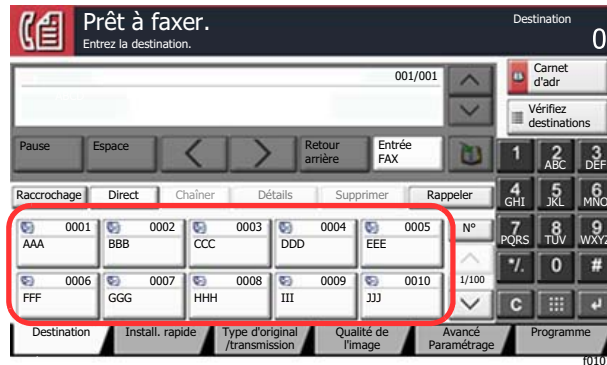 Prêt à faxer.
Entrez la destination.
Destination
0
001/001
Carnet
d'adr
Vérifiez
destinations
Pause
Espace
Retour
arrière
Entrée
FAX
1
2
ABC
3
DEF
Raccrochage
Direct
Chaîner
Détails
Supprimer
Rappeler
4
GHI
5
JKL
6
MNO
0001
AAA
0002
BBB
0003
CCC
0004
DDD
0005
EEE
N°
7
PQRS
8
TUV
9
WXYZ
0006
FFF
0007
GGG
0008
HHH
0009
III
0010
JJJ
1/100
*/.
0
#
C
Destination
Install. rapide
Type d'original
/transmission
Qualité de
l'image
Avancé
Paramétrage
Programme
f010